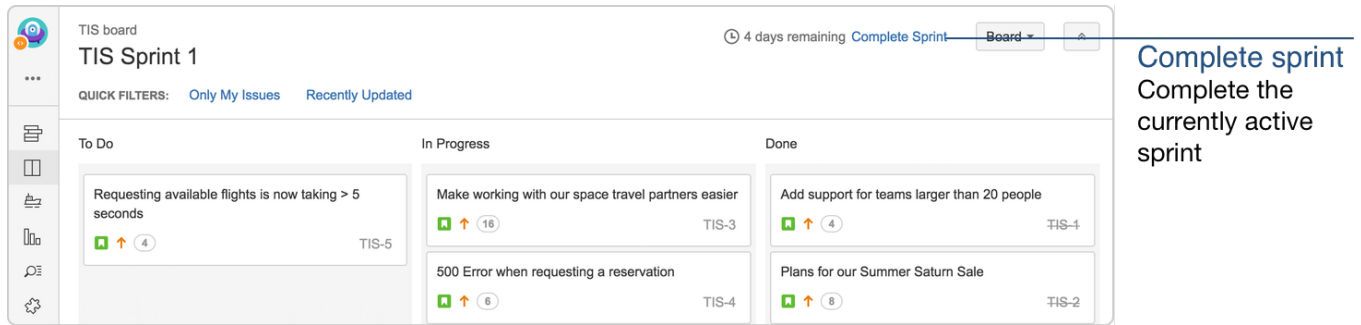 TIS board
TIS Sprint 1
4 days remaining Complete Sprint Board
QUICK FILTERS: Only My Issues Recently Updated
To Do
In Progress
Done
Requesting available flights is now taking > 5
seconds
4 TIS-5
Make working with our space travel partners easier
16 TIS-3
500 Error when requesting a reservation
6 TIS-4
Add support for teams larger than 20 people
4 TIS-1
Plans for our Summer Saturn Sale
8 TIS-2
Complete sprint
Complete the
currently active
sprint